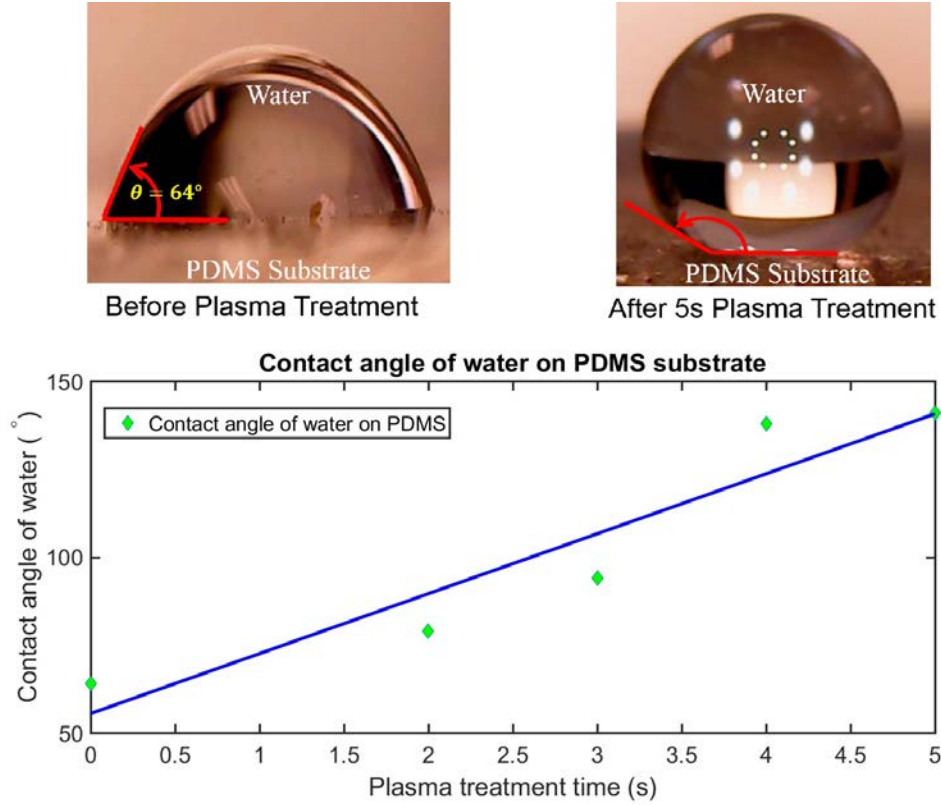 Water
θ = 64°
PDMS Substrate
Before Plasma Treatment
Water
PDMS Substrate
After 5s Plasma Treatment
Contact angle of water on PDMS substrate
Contact angle of water on PDMS
Contact angle of water ( ° )
150
100
50
0 0.5 1 1.5 2 2.5 3 3.5 4 4.5 5
Plasma treatment time (s)